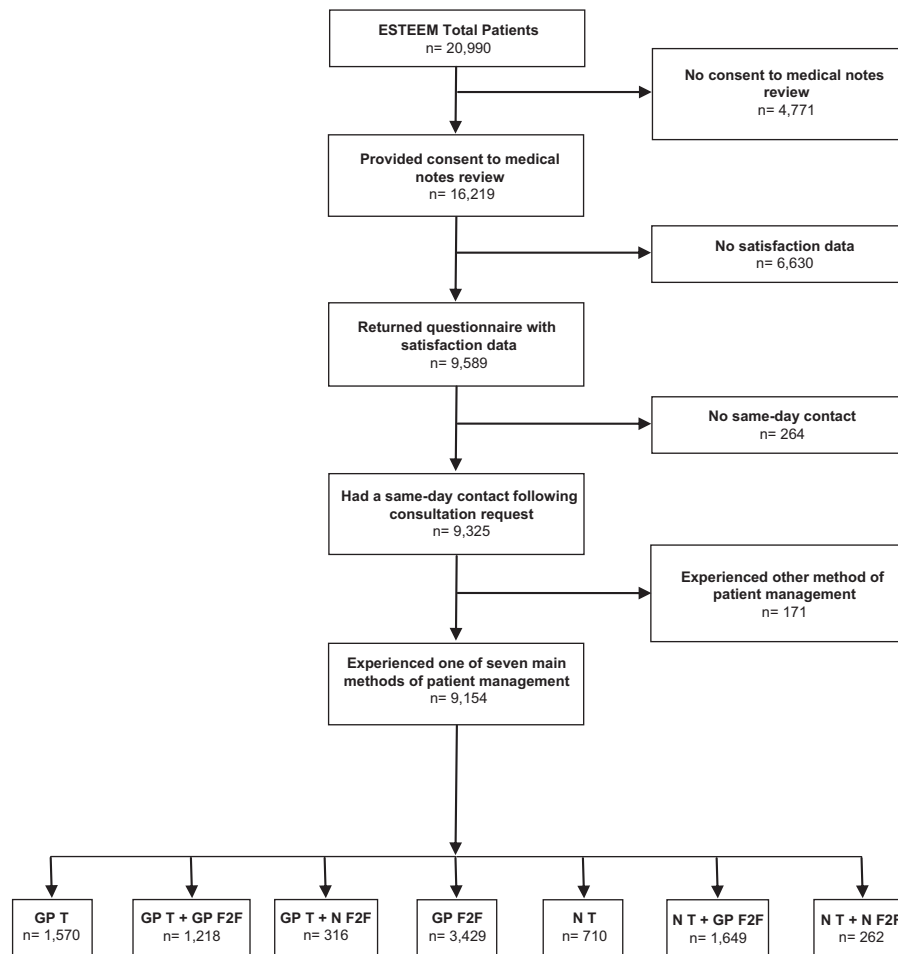 ESTEEM Total Patients
n= 20,990
No consent to medical notes
review
n= 4,771
Provided consent to medical
notes review
n= 16,219
No satisfaction data
n= 6,630
Returned questionnaire with
satisfaction data
n= 9,589
No same-day contact
n= 264
Had a same-day contact following
consultation request
n= 9,325
Experienced other method of
patient management
n= 171
Experienced one of seven main
methods of patient management
n= 9,154
GP T
n= 1,570
GP T + GP F2F
n= 1,218
GP T + N F2F
n= 316
GP F2F
n= 3,429
N T
n= 710
N T + GP F2F
n= 1,649
N T + N F2F
n= 262